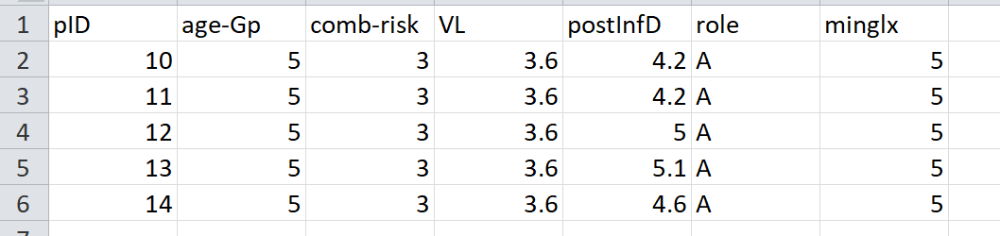 1 pID age-Gp comb-risk VL postInfD role minglx
2 10 5 3 3.6 4.2 A 5
3 11 5 3 3.6 4.2 A 5
4 12 5 3 3.6 5 A 5
5 13 5 3 3.6 5.1 A 5
6 14 5 3 3.6 4.6 A 5